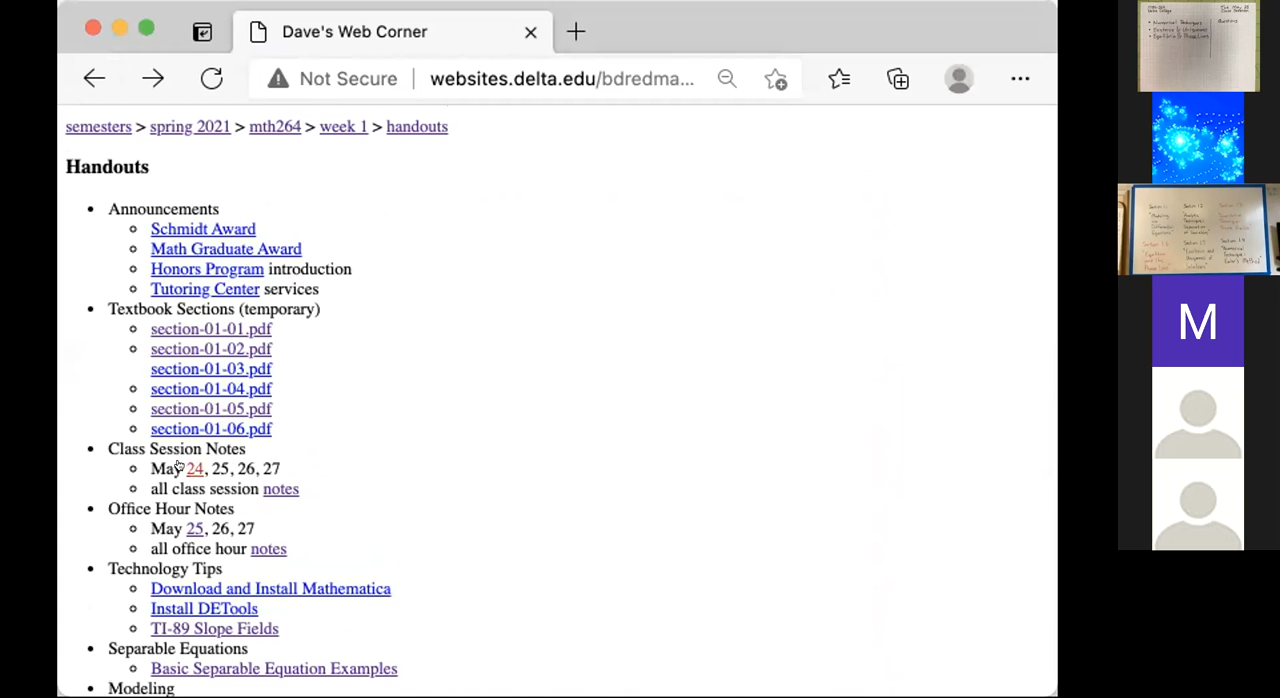 Dave's Web Corner
Not Secure
websites.delta.edu/bdredma...
semesters > spring 2021 > mth264 > week 1 > handouts
Handouts
Announcements
Schmidt Award
Math Graduate Award
Honors Program introduction
Tutoring Center services
Textbook Sections (temporary)
section-01-01.pdf
section-01-02.pdf
section-01-03.pdf
section-01-04.pdf
section-01-05.pdf
section-01-06.pdf
Class Session Notes
May 24, 25, 26, 27
all class session notes
Office Hour Notes
May 25, 26, 27
all office hour notes
Technology Tips
Download and Install Mathematica
Install DETools
TI-89 Slope Fields
Separable Equations
Basic Separable Equation Examples
Modeling
M